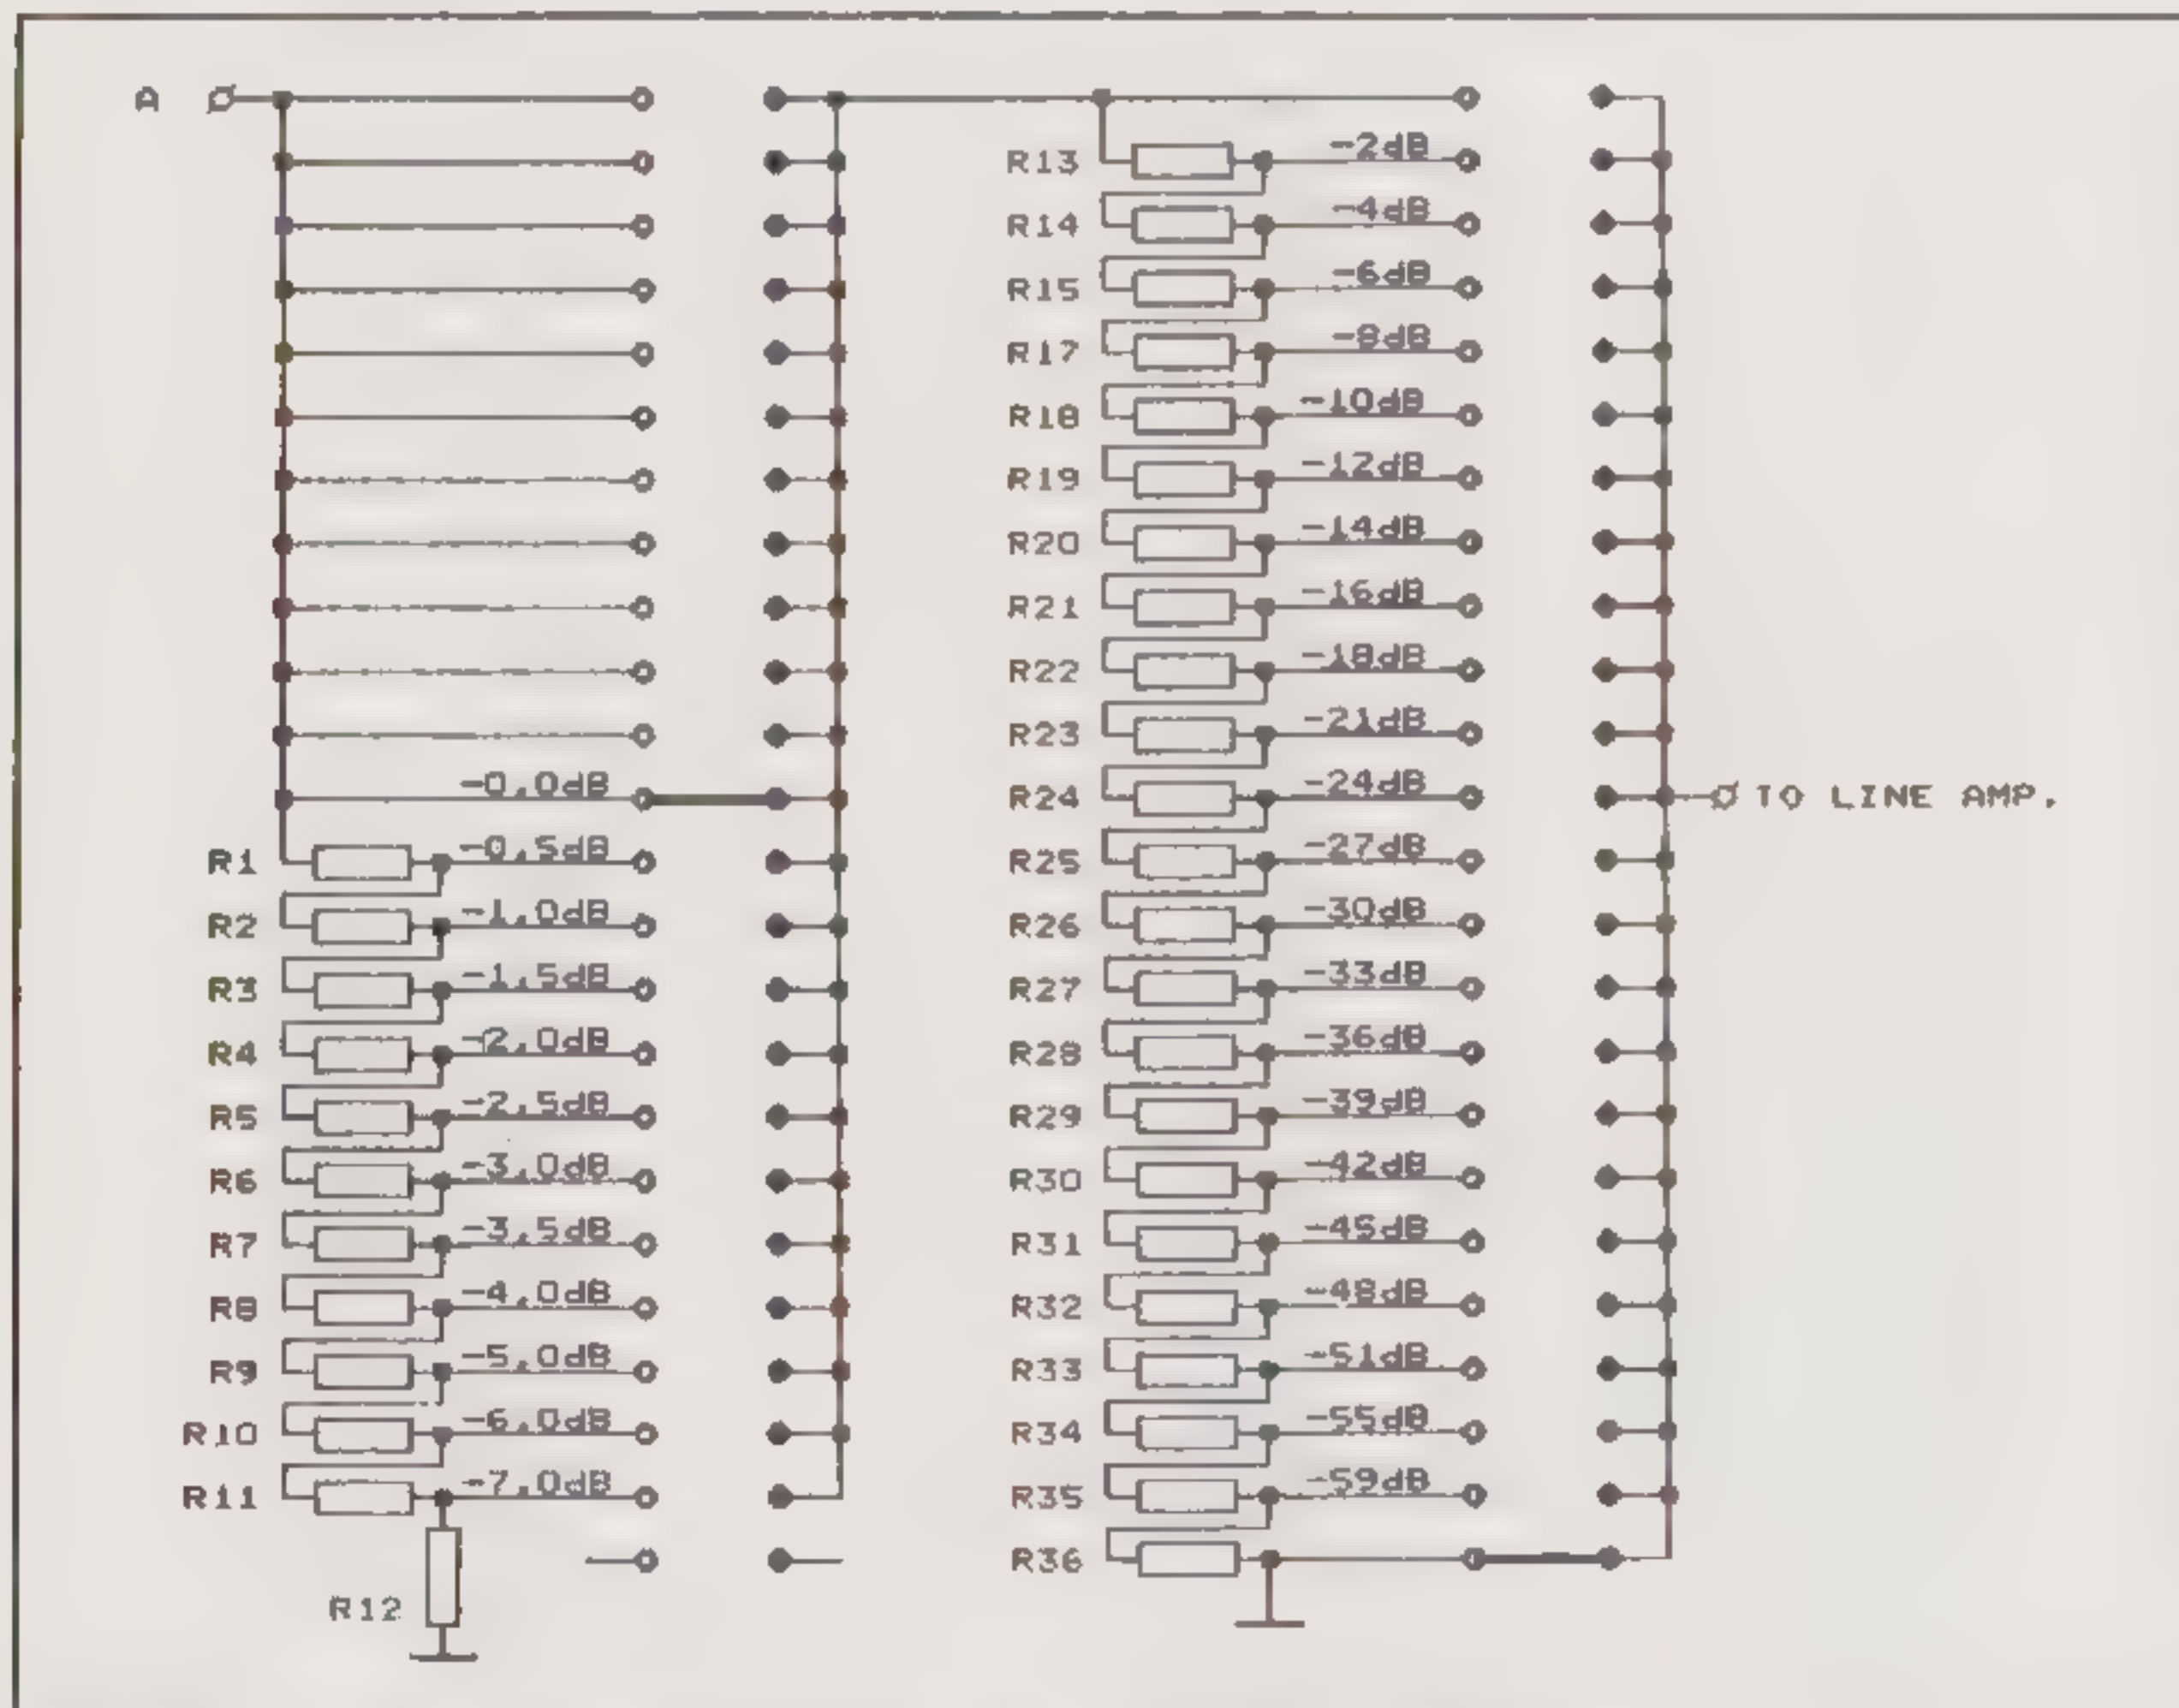 A
-0,0dB
R1 -0,5dB
R2 -1,0dB
R3 -1,5dB
R4 -2,0dB
R5 -2,5dB
R6 -3,0dB
R7 -3,5dB
R8 -4,0dB
R9 -5,0dB
R10 -6,0dB
R11 -7,0dB
R12
R13 -2dB
R14 -4dB
R15 -6dB
R17 -8dB
R18 -10dB
R19 -12dB
R20 -14dB
R21 -16dB
R22 -18dB
R23 -21dB
R24 -24dB
R25 -27dB
R26 -30dB
R27 -33dB
R28 -36dB
R29 -39dB
R30 -42dB
R31 -45dB
R32 -48dB
R33 -51dB
R34 -55dB
R35 -59dB
R36
TO LINE AMP.